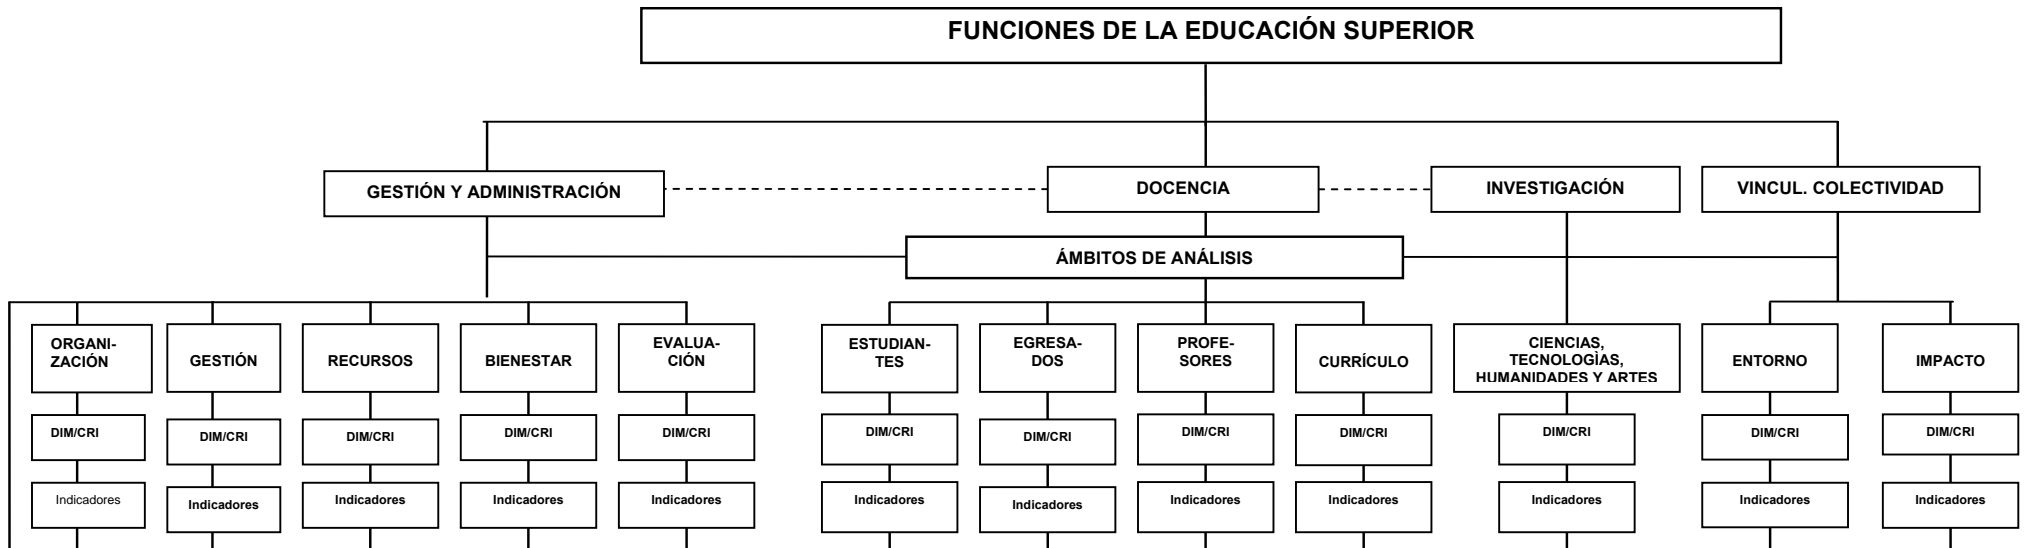 FUNCIONES DE LA EDUCACIÓN SUPERIOR
GESTIÓN Y ADMINISTRACIÓN
DOCENCIA
INVESTIGACIÓN
VINCUL. COLECTIVIDAD
ÁMBITOS DE ANÁLISIS
ORGANI-
ZACIÓN
GESTIÓN
RECURSOS
BIENESTAR
EVALUA-
CIÓN
ESTUDIAN-
TES
EGRESA-
DOS
PROFE-
SORES
CURRÍCULO
CIENCIAS,
TECNOLOGÌAS,
HUMANIDADES Y ARTES
ENTORNO
IMPACTO
DIM/CRI
DIM/CRI
DIM/CRI
DIM/CRI
DIM/CRI
DIM/CRI
DIM/CRI
DIM/CRI
DIM/CRI
DIM/CRI
DIM/CRI
DIM/CRI
Indicadores
Indicadores
Indicadores
Indicadores
Indicadores
Indicadores
Indicadores
Indicadores
Indicadores
Indicadores
Indicadores
Indicadores